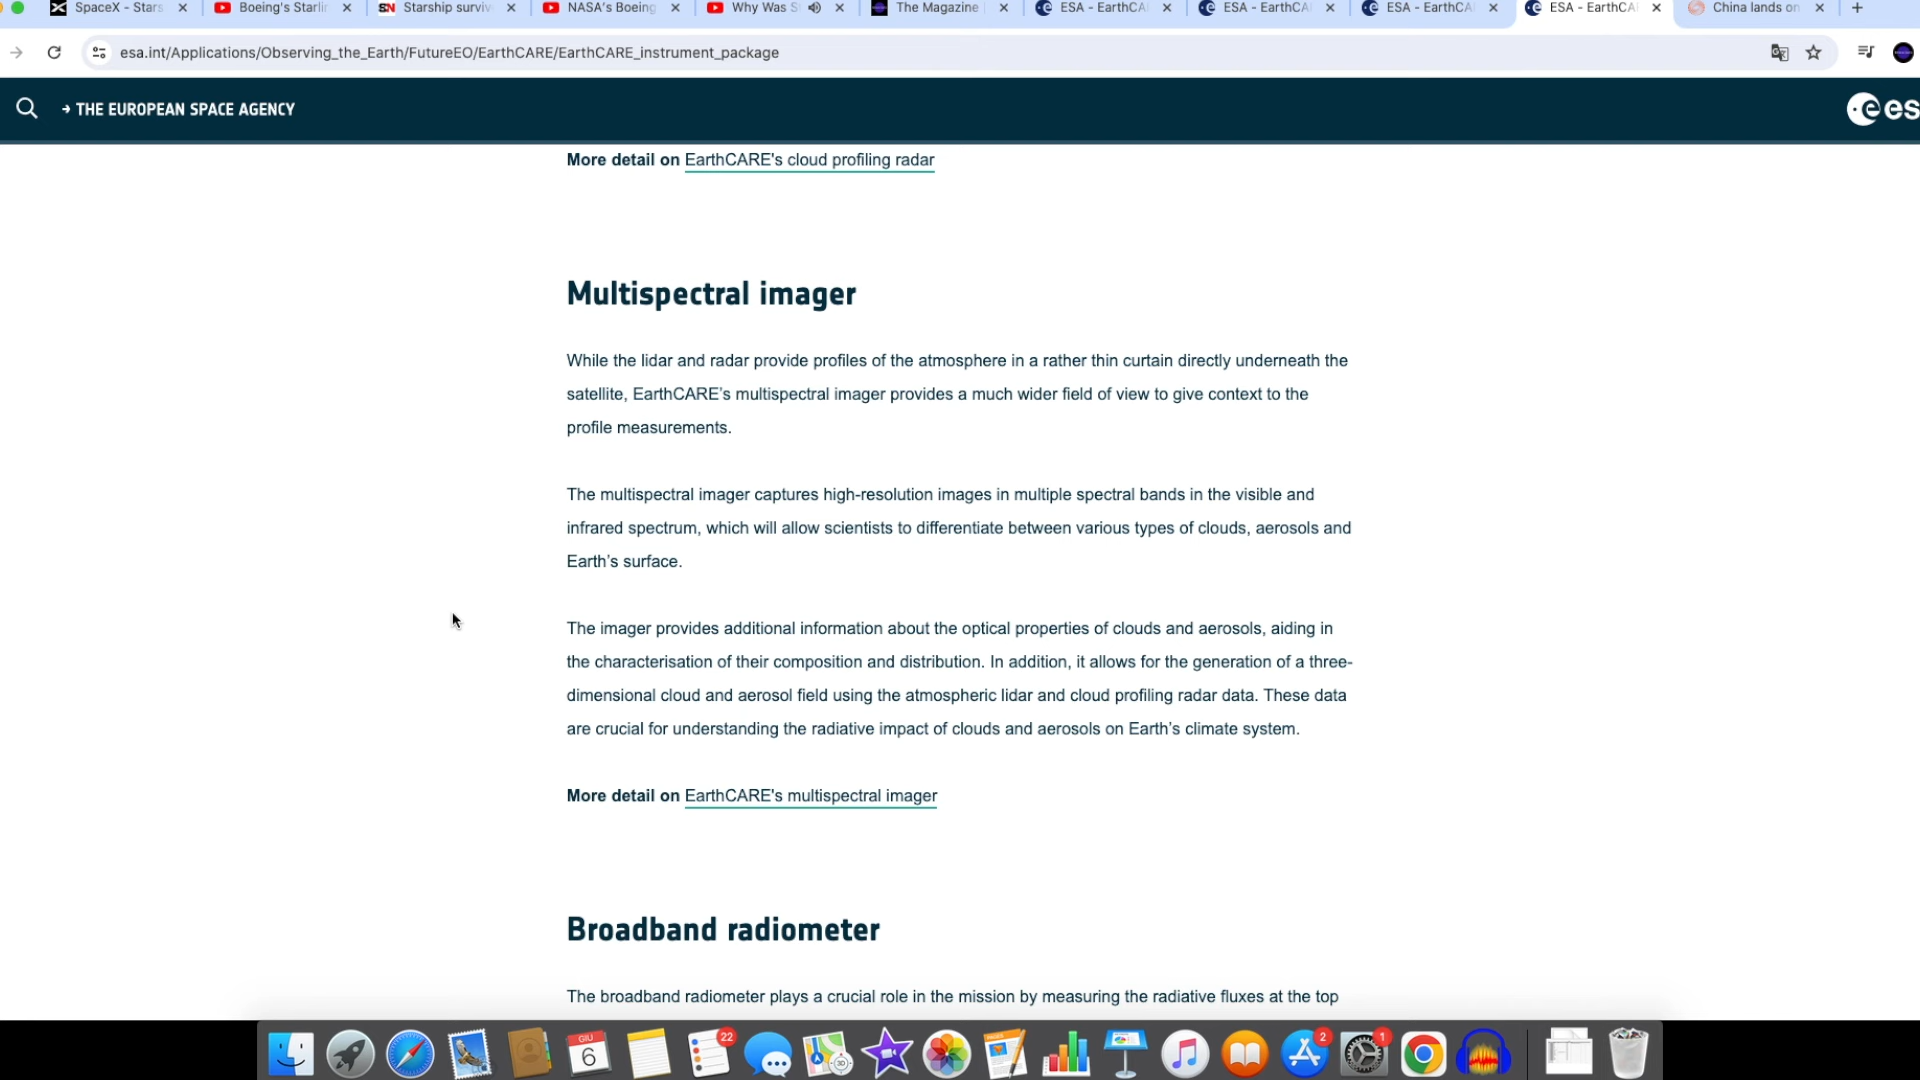 SpaceX - Stars
Boeing's Starli
SN Starship surviv
NASA's Boeing
Why Was S
The Magazine
ESA - EarthCA
ESA - EarthCA
ESA - EarthCA
ESA - EarthCA
China lands on
esa.int/Applications/Observing_the_Earth/FutureEO/EarthCARE/EarthCARE_instrument_package
→ THE EUROPEAN SPACE AGENCY
es
More detail on EarthCARE's cloud profiling radar
Multispectral imager
While the lidar and radar provide profiles of the atmosphere in a rather thin curtain directly underneath the
satellite, EarthCARE's multispectral imager provides a much wider field of view to give context to the
profile measurements.
The multispectral imager captures high-resolution images in multiple spectral bands in the visible and
infrared spectrum, which will allow scientists to differentiate between various types of clouds, aerosols and
Earth's surface.
The imager provides additional information about the optical properties of clouds and aerosols, aiding in
the characterisation of their composition and distribution. In addition, it allows for the generation of a three-
dimensional cloud and aerosol field using the atmospheric lidar and cloud profiling radar data. These data
are crucial for understanding the radiative impact of clouds and aerosols on Earth's climate system.
More detail on EarthCARE's multispectral imager
Broadband radiometer
The broadband radiometer plays a crucial role in the mission by measuring the radiative fluxes at the top
GIU
6
22
3D
2
1